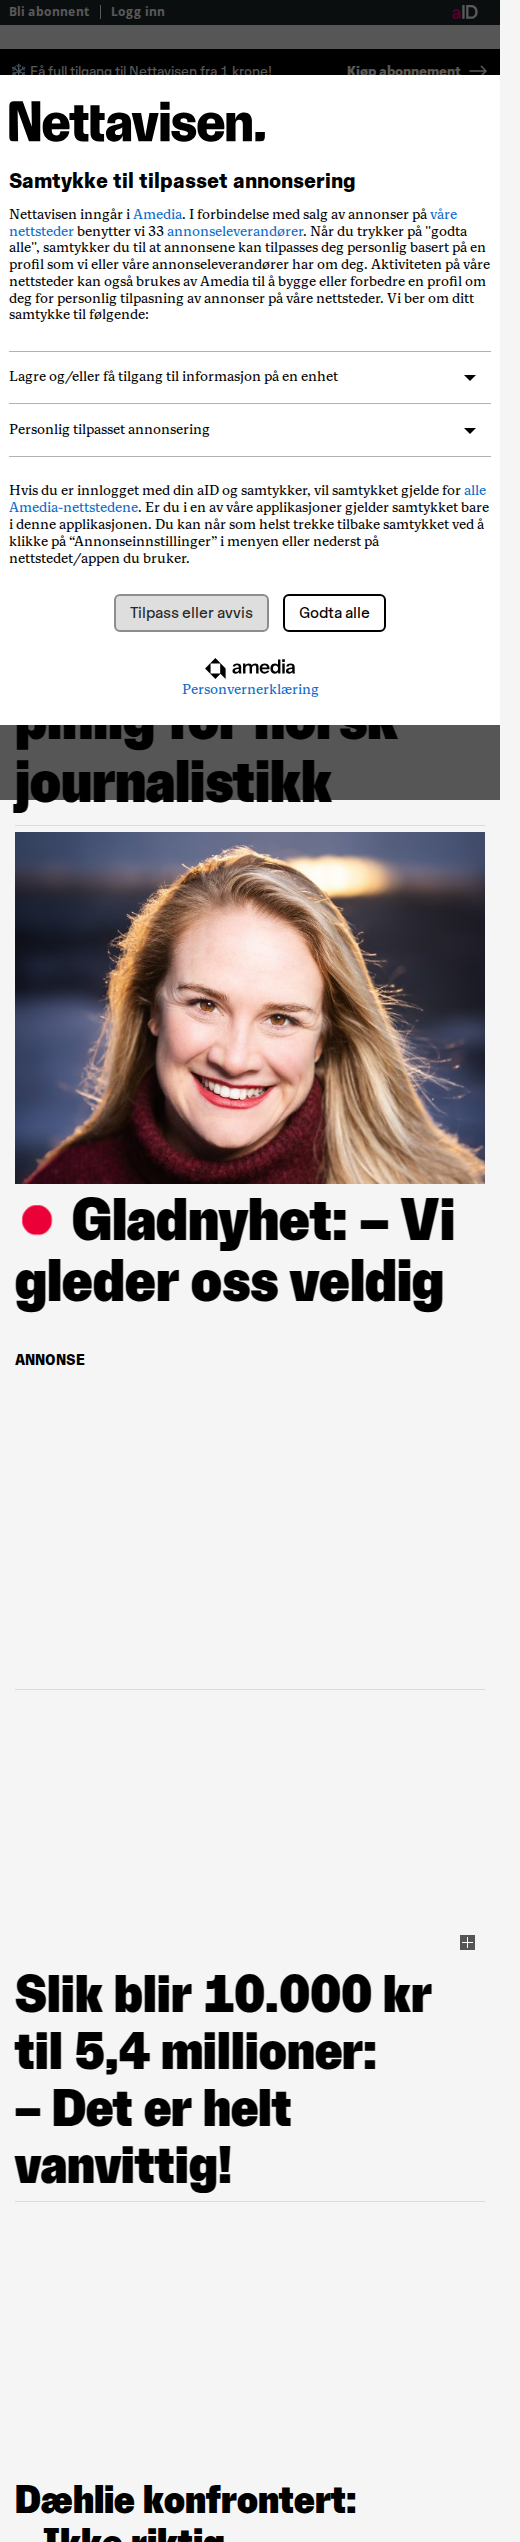 Bli abonnent | Logg inn
aID
Få full tilgang til Nettavisen fra 1 krone!
Kjøp abonnement
Nettavisen.
Samtykke til tilpasset annonsering
Nettavisen inngår i Amedia. I forbindelse med salg av annonser på våre
nettsteder benytter vi 33 annonseleverandører. Når du trykker på "godta
alle", samtykker du til at annonsene kan tilpasses deg personlig basert på en
profil som vi eller våre annonseleverandører har om deg. Aktiviteten på våre
nettsteder kan også brukes av Amedia til å bygge eller forbedre en profil om
deg for personlig tilpasning av annonser på våre nettsteder. Vi ber om ditt
samtykke til følgende:
Lagre og/eller få tilgang til informasjon på en enhet
Personlig tilpasset annonsering
Hvis du er innlogget med din aID og samtykker, vil samtykket gjelde for alle
Amedia-nettstedene. Er du i en av våre applikasjoner gjelder samtykket bare
i denne applikasjonen. Du kan når som helst trekke tilbake samtykket ved å
klikke på “Annonseinnstillinger” i menyen eller nederst på
nettstedet/appen du bruker.
Tilpass eller avvis
Godta alle
amedia
Personvernerklæring
for norsk
journalistikk
Gladnyhet: – Vi
gleder oss veldig
ANNONSE
Slik blir 10.000 kr
til 5,4 millioner:
– Det er helt
vanvittig!
Dæhlie konfrontert:
– Ikke riktig